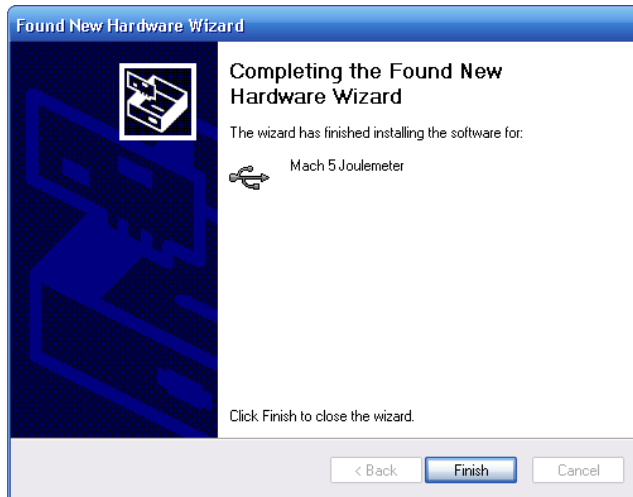 Found New Hardware Wizard
Completing the Found New
Hardware Wizard
The wizard has finished installing the software for:
Mach 5 Joulemeter
Click Finish to close the wizard.
< Back Finish Cancel